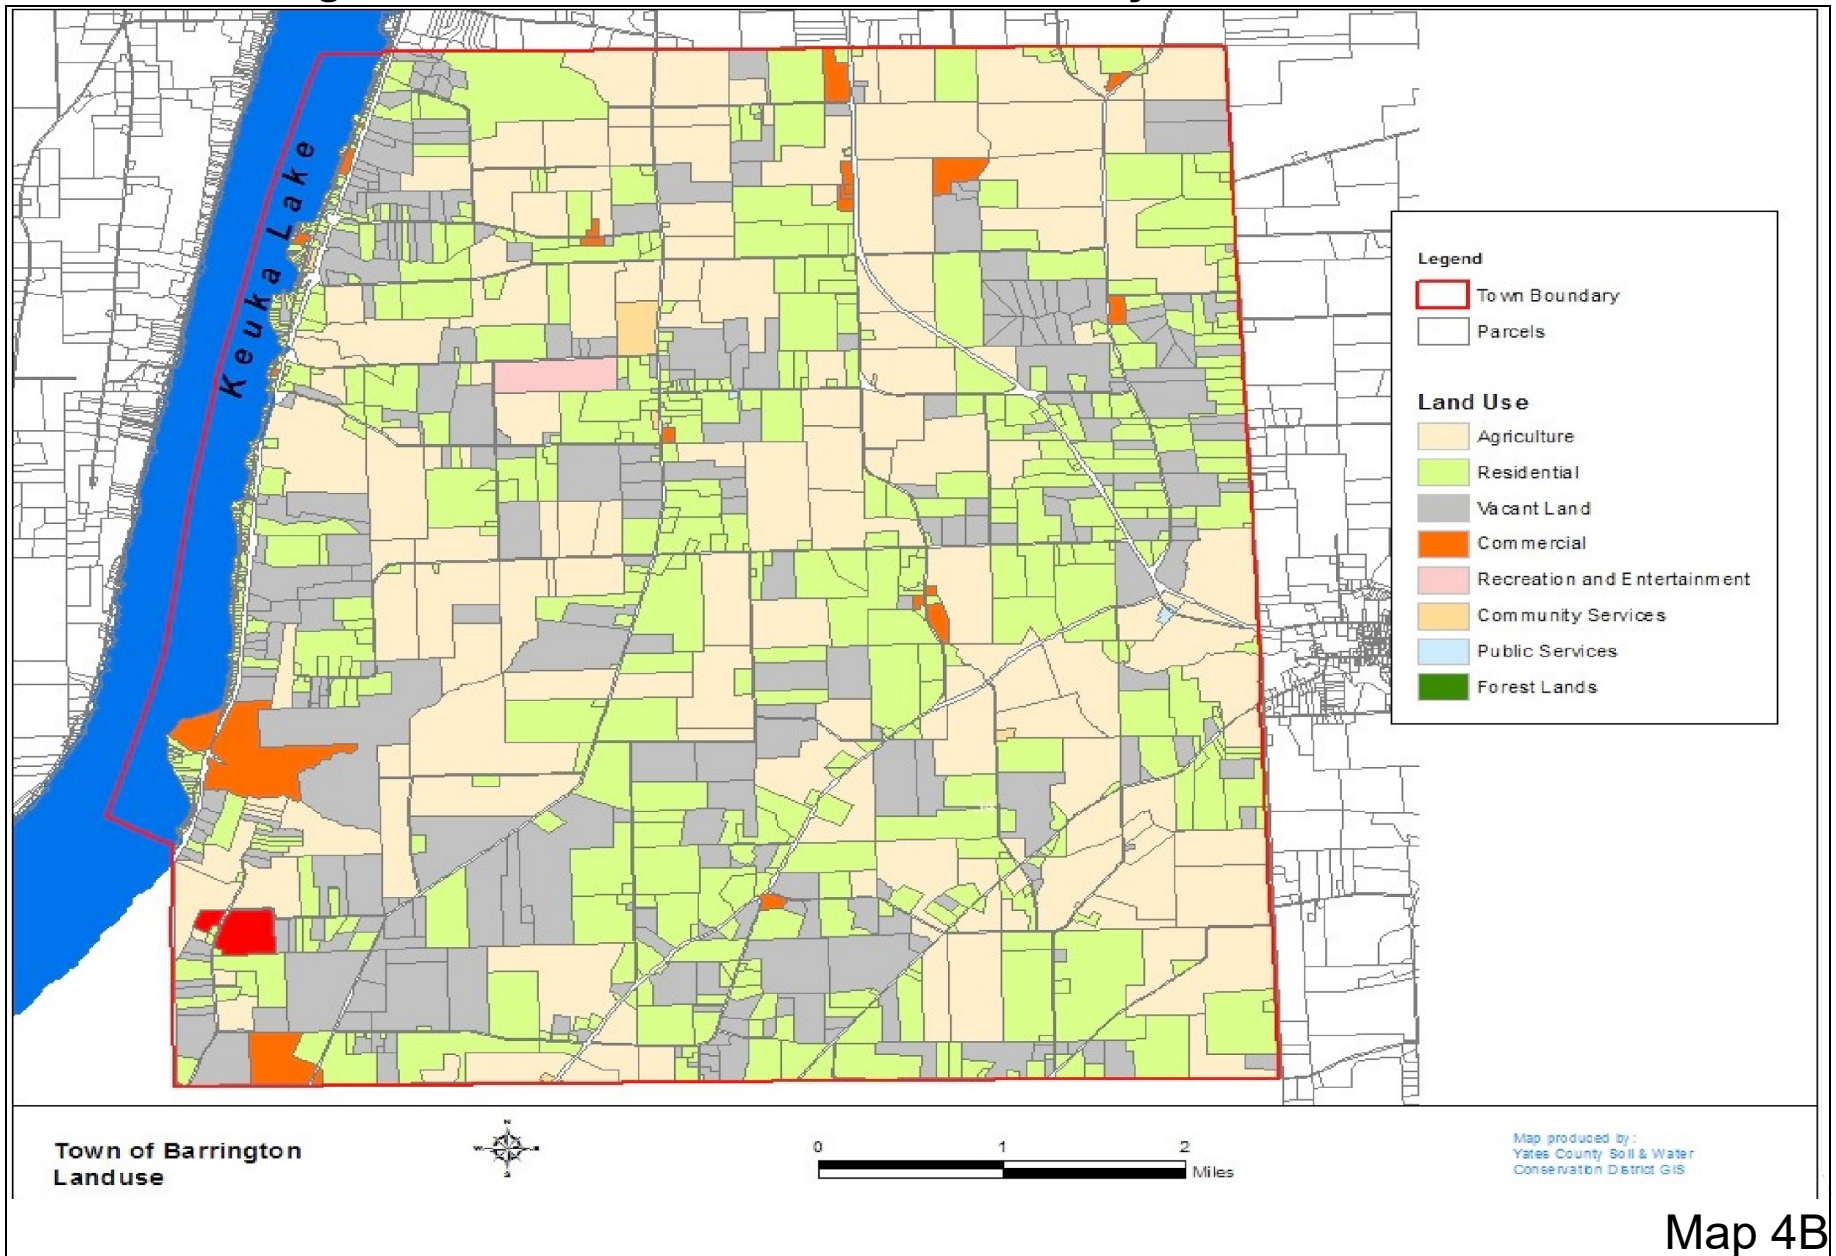 Keuka Lake
Legend
Town Boundary
Parcels
Land Use
Agriculture
Residential
Vacant Land
Commercial
Recreation and Entertainment
Community Services
Public Services
Forest Lands
Town of Barrington
Landuse
N
W
E
S
0 1 2
Miles
Map produced by:
Yates County Soil & Water
Conservation District GIS
Map 4B